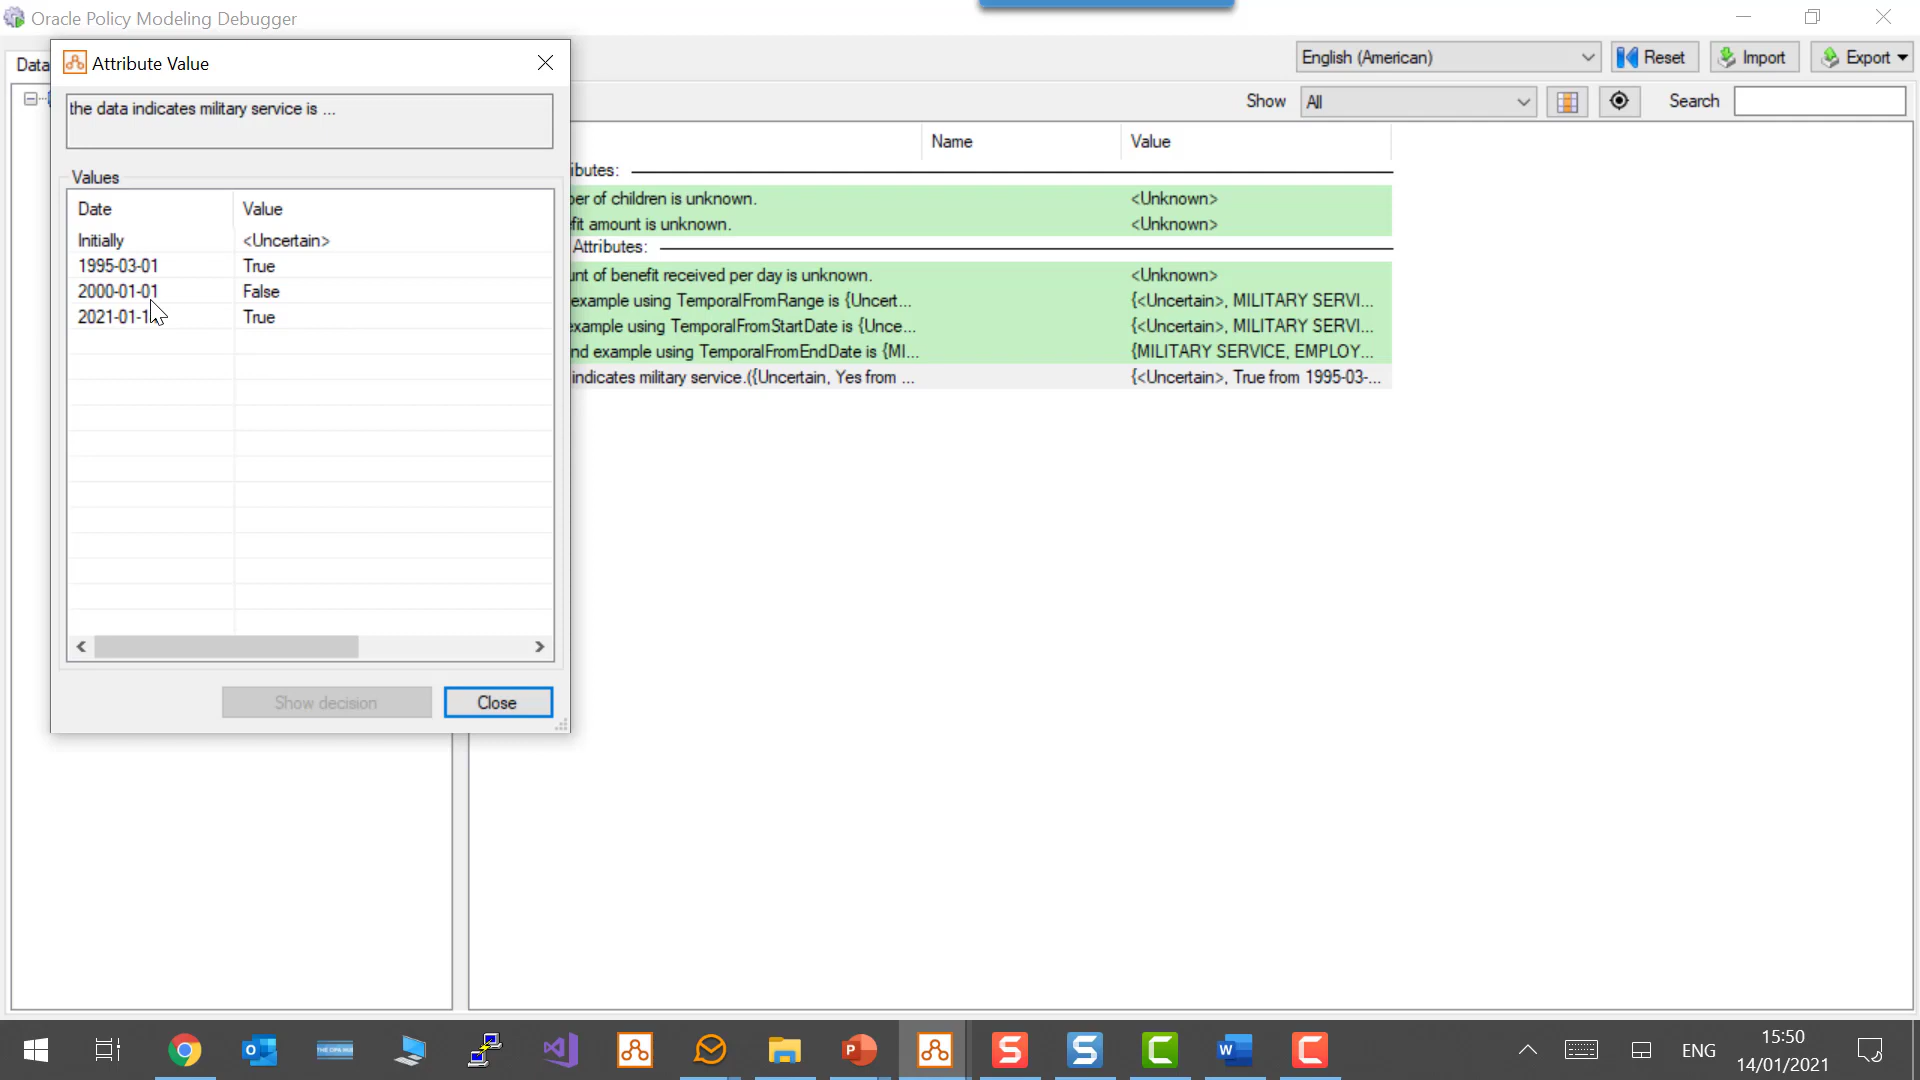 Oracle Policy Modeling Debugger
Data
Attribute Value
the data indicates military service is ...
Values
Date Value
Initially <Uncertain>
1995-03-01 True
2000-01-01 False
2021-01-1 True
Show decision Close
English (American) Reset Import Export
Show All Search
Name Value
ibutes:
ber of children is unknown. <Unknown>
fit amount is unknown. <Unknown>
Attributes:
unt of benefit received per day is unknown. <Unknown>
example using TemporalFromRange is {Uncert... {<Uncertain>, MILITARY SERVI...
example using TemporalFromStartDate is {Unce... {<Uncertain>, MILITARY SERVI...
nd example using TemporalFromEndDate is {MI... {MILITARY SERVICE, EMPLOY...
indicates military service.({Uncertain, Yes from ... {<Uncertain>, True from 1995-03-...
ENG
15:50
14/01/2021